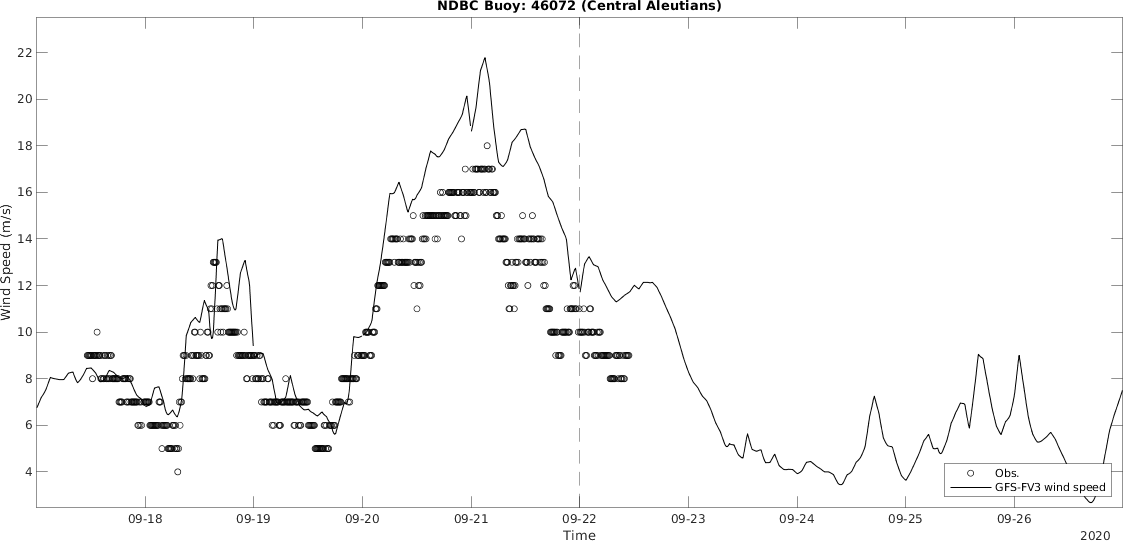 NDBC Buoy: 46072 (Central Aleutians)
Wind Speed (m/s)
22
20
18
16
14
12
10
8
6
4
Obs.
GFS-FV3 wind speed
09-18 09-19 09-20 09-21 09-22 09-23 09-24 09-25 09-26
Time
2020